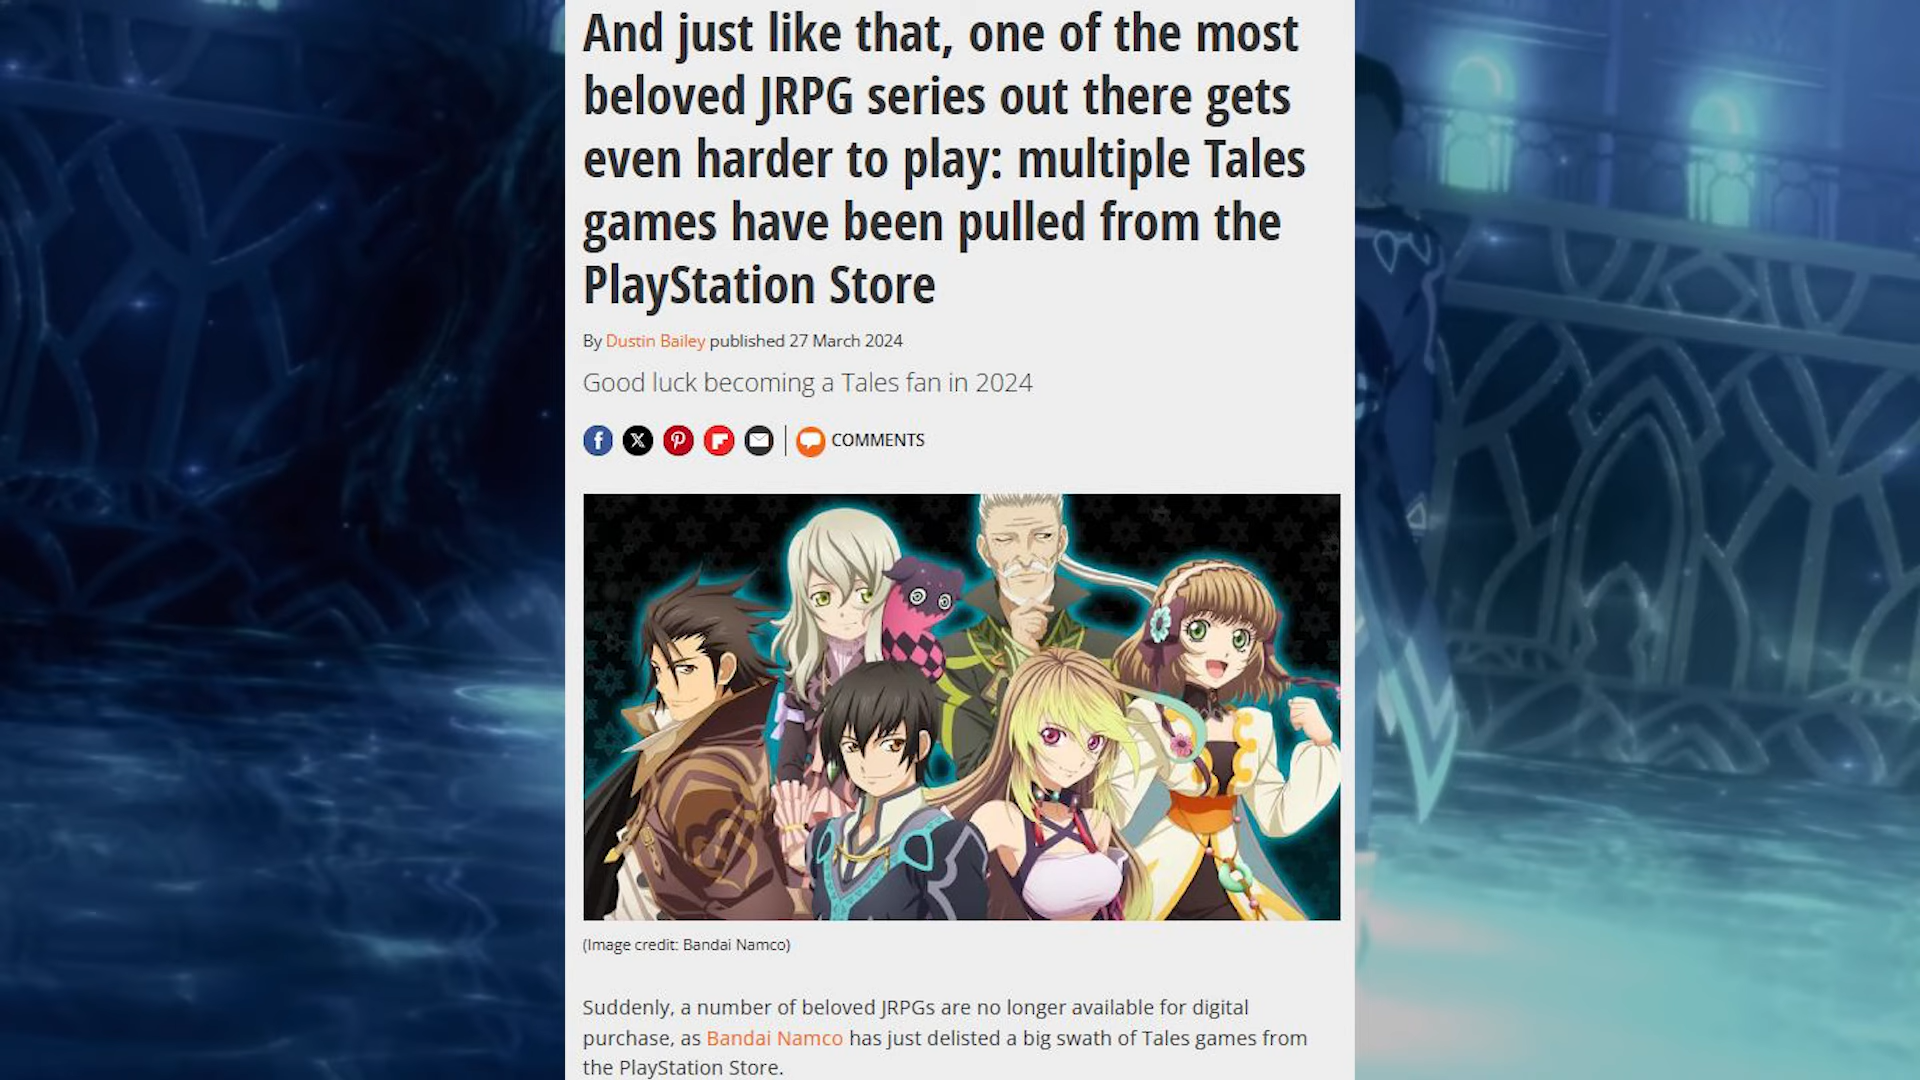 And just like that, one of the most
beloved JRPG series out there gets
even harder to play: multiple Tales
games have been pulled from the
PlayStation Store
By Dustin Bailey published 27 March 2024
Good luck becoming a Tales fan in 2024
COMMENTS
(Image credit: Bandai Namco)
Suddenly, a number of beloved JRPGs are no longer available for digital
purchase, as Bandai Namco has just delisted a big swath of Tales games from
the PlayStation Store.